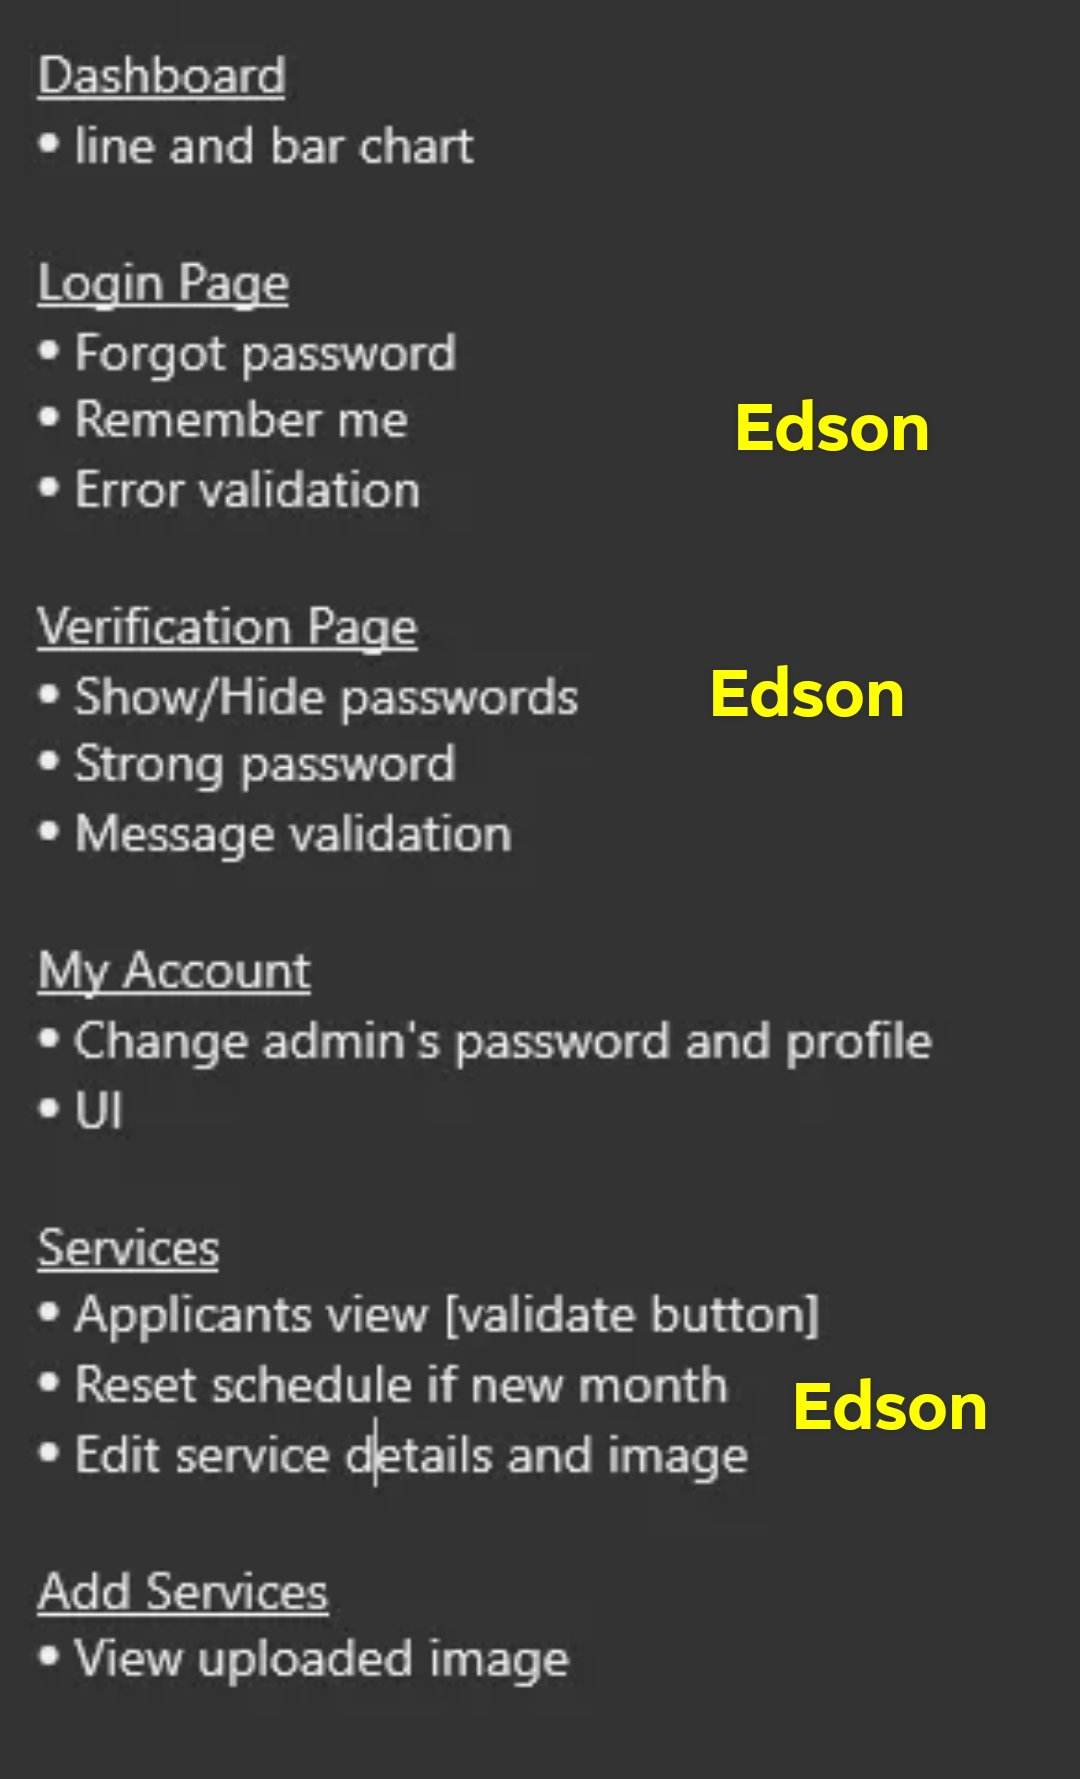 Dashboard
• line and bar chart
Login Page
• Forgot password
• Remember me
Edson
• Error validation
Verification Page
• Show/Hide passwords
Edson
• Strong password
• Message validation
My Account
• Change admin's password and profile
• UI
Services
• Applicants view [validate button]
• Reset schedule if new month
Edson
• Edit service details and image
Add Services
• View uploaded image